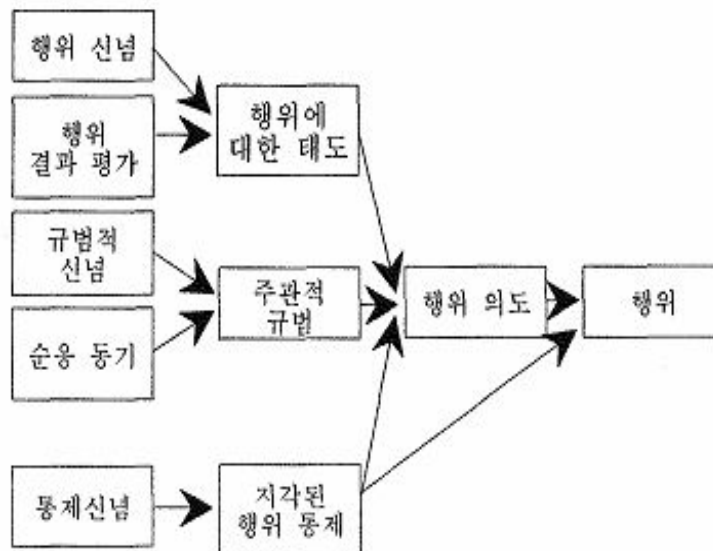 행위 신념
행위
결과 평가
행위에
대한 태도
규범적
신념
순응 동기
주관적
규범
행위 의도
행위
통제신념
지각된
행위 통제